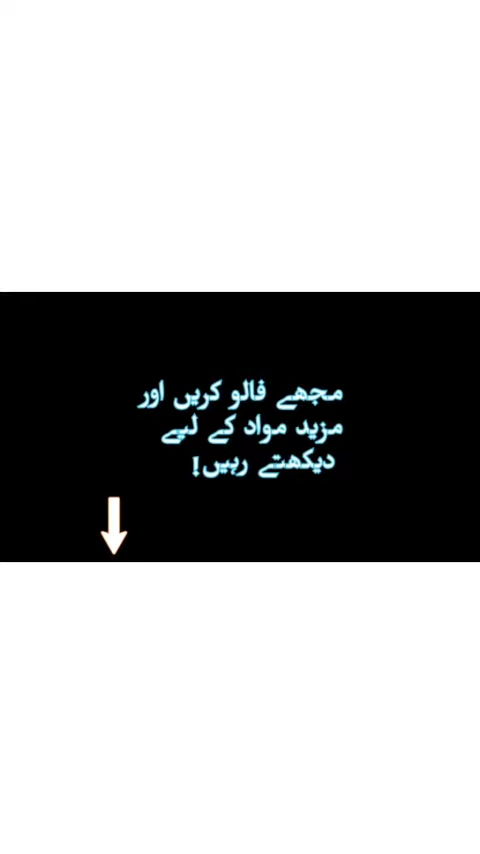 مجھے فالو کریں اور
مزید مواد کے لیے
دیکھتے رہیں!